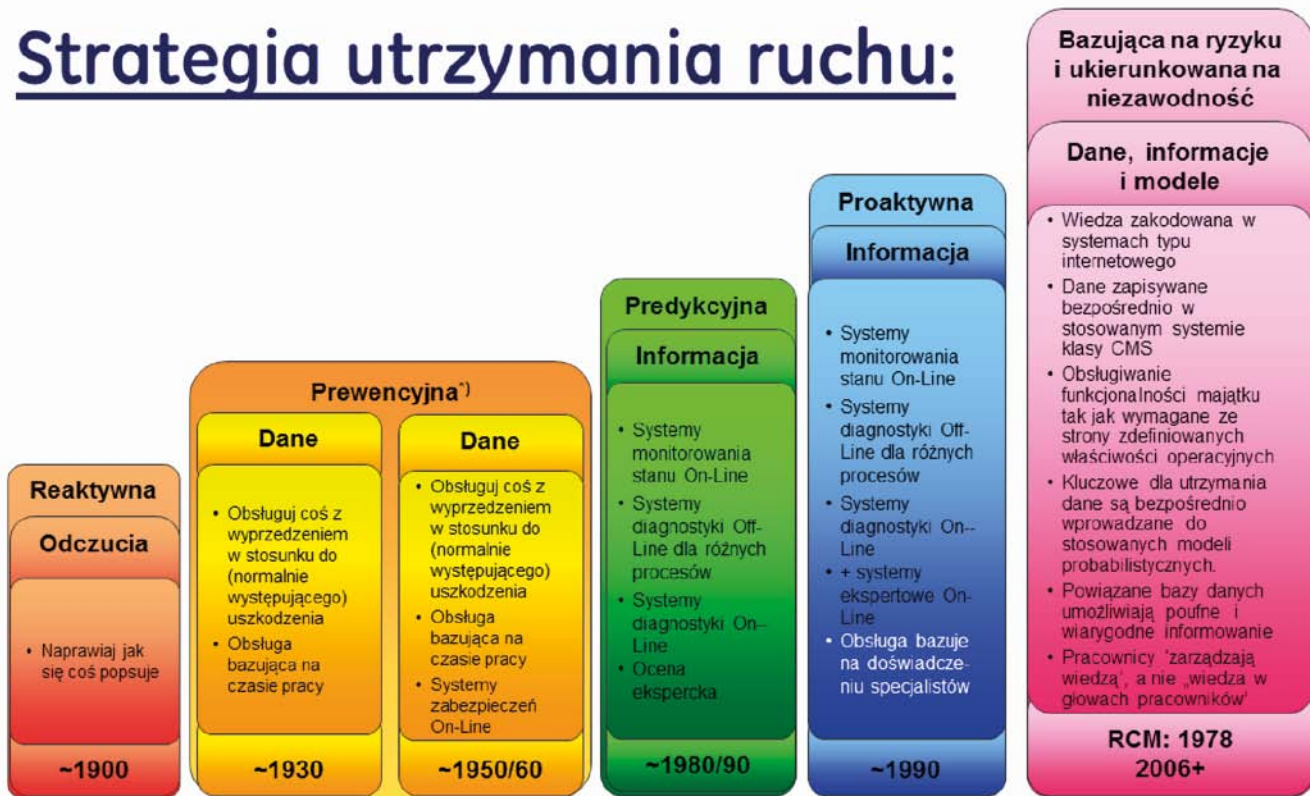 Strategia utrzymania ruchu:
Reaktywna
Odczucia
• Naprawiaj jak
się coś popsuje
~1900
Prewencyjna*)
Dane
• Obsługuj coś z
wyprzedzeniem
w stosunku do
(normalnie
występującego)
uszkodzenia
• Obsługa
bazująca na
czasie pracy
~1930
Dane
• Obsługuj coś z
wyprzedzeniem
w stosunku do
(normalnie
występującego)
uszkodzenia
• Obsługa
bazująca na
czasie pracy
• Systemy
zabezpieczeń
On-Line
~1950/60
Predykcyjna
Informacja
• Systemy
monitorowania
stanu On-Line
• Systemy
diagnostyki Off-
Line dla różnych
procesów
• Systemy
diagnostyki On--
Line
• Ocena
ekspercka
~1980/90
Proaktywna
Informacja
• Systemy
monitorowania
stanu On-Line
• Systemy
diagnostyki Off-
Line dla różnych
procesów
• Systemy
diagnostyki On--
Line
• + systemy
ekspertowe On-
Line
• Obsługa bazuje
na doświadcze-
niu specjalistów
~1990
Bazująca na ryzyku
i ukierunkowana na
niezawodność
Dane, informacje
i modele
• Wiedza zakodowana w
systemach typu
internetowego
• Dane zapisywane
bezpośrednio w
stosowanym systemie
klasy CMS
• Obsługiwanie
funkcjonalności majątku
tak jak wymagane ze
strony zdefiniowanych
właściwości operacyjnych
• Kluczowe dla utrzymania
dane są bezpośrednio
wprowadzane do
stosowanych modeli
probabilistycznych.
• Powiązane bazy danych
umożliwiają poufne i
wiarygodne informowanie
• Pracownicy 'zarządzają
wiedzą', a nie „wiedza w
głowach pracowników'
RCM: 1978
2006+